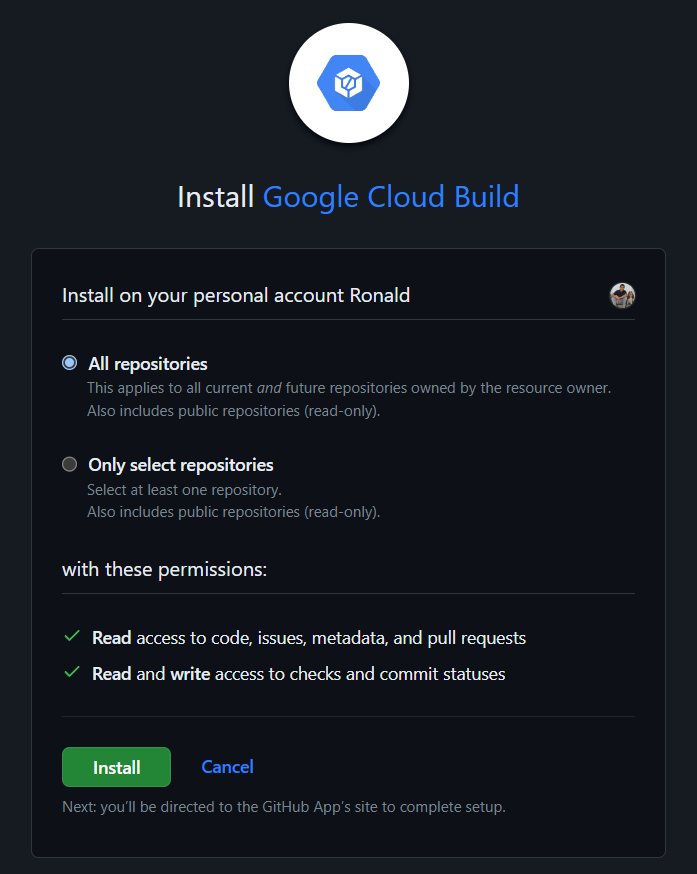 Install Google Cloud Build
Install on your personal account Ronald
All repositories
This applies to all current and future repositories owned by the resource owner.
Also includes public repositories (read-only).
Only select repositories
Select at least one repository.
Also includes public repositories (read-only).
with these permissions:
Read access to code, issues, metadata, and pull requests
Read and write access to checks and commit statuses
Install Cancel
Next: you’ll be directed to the GitHub App’s site to complete setup.